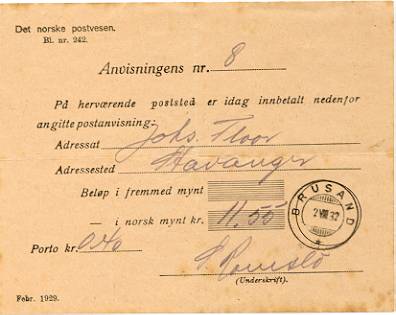 Det norske postvesen.
Bl. nr. 242.
Anvisningens nr. 8
På herværende poststed er idag innbetalt nedenfor
angitte postanvisning:
Adressat Johs. Floor
Adressested Stavanger
Beløp i fremmed mynt
— i norsk mynt kr. 11.55
BRUSAND
2 VIII 32
Porto kr. 0.40
(Underskrift).
Febr. 1929.